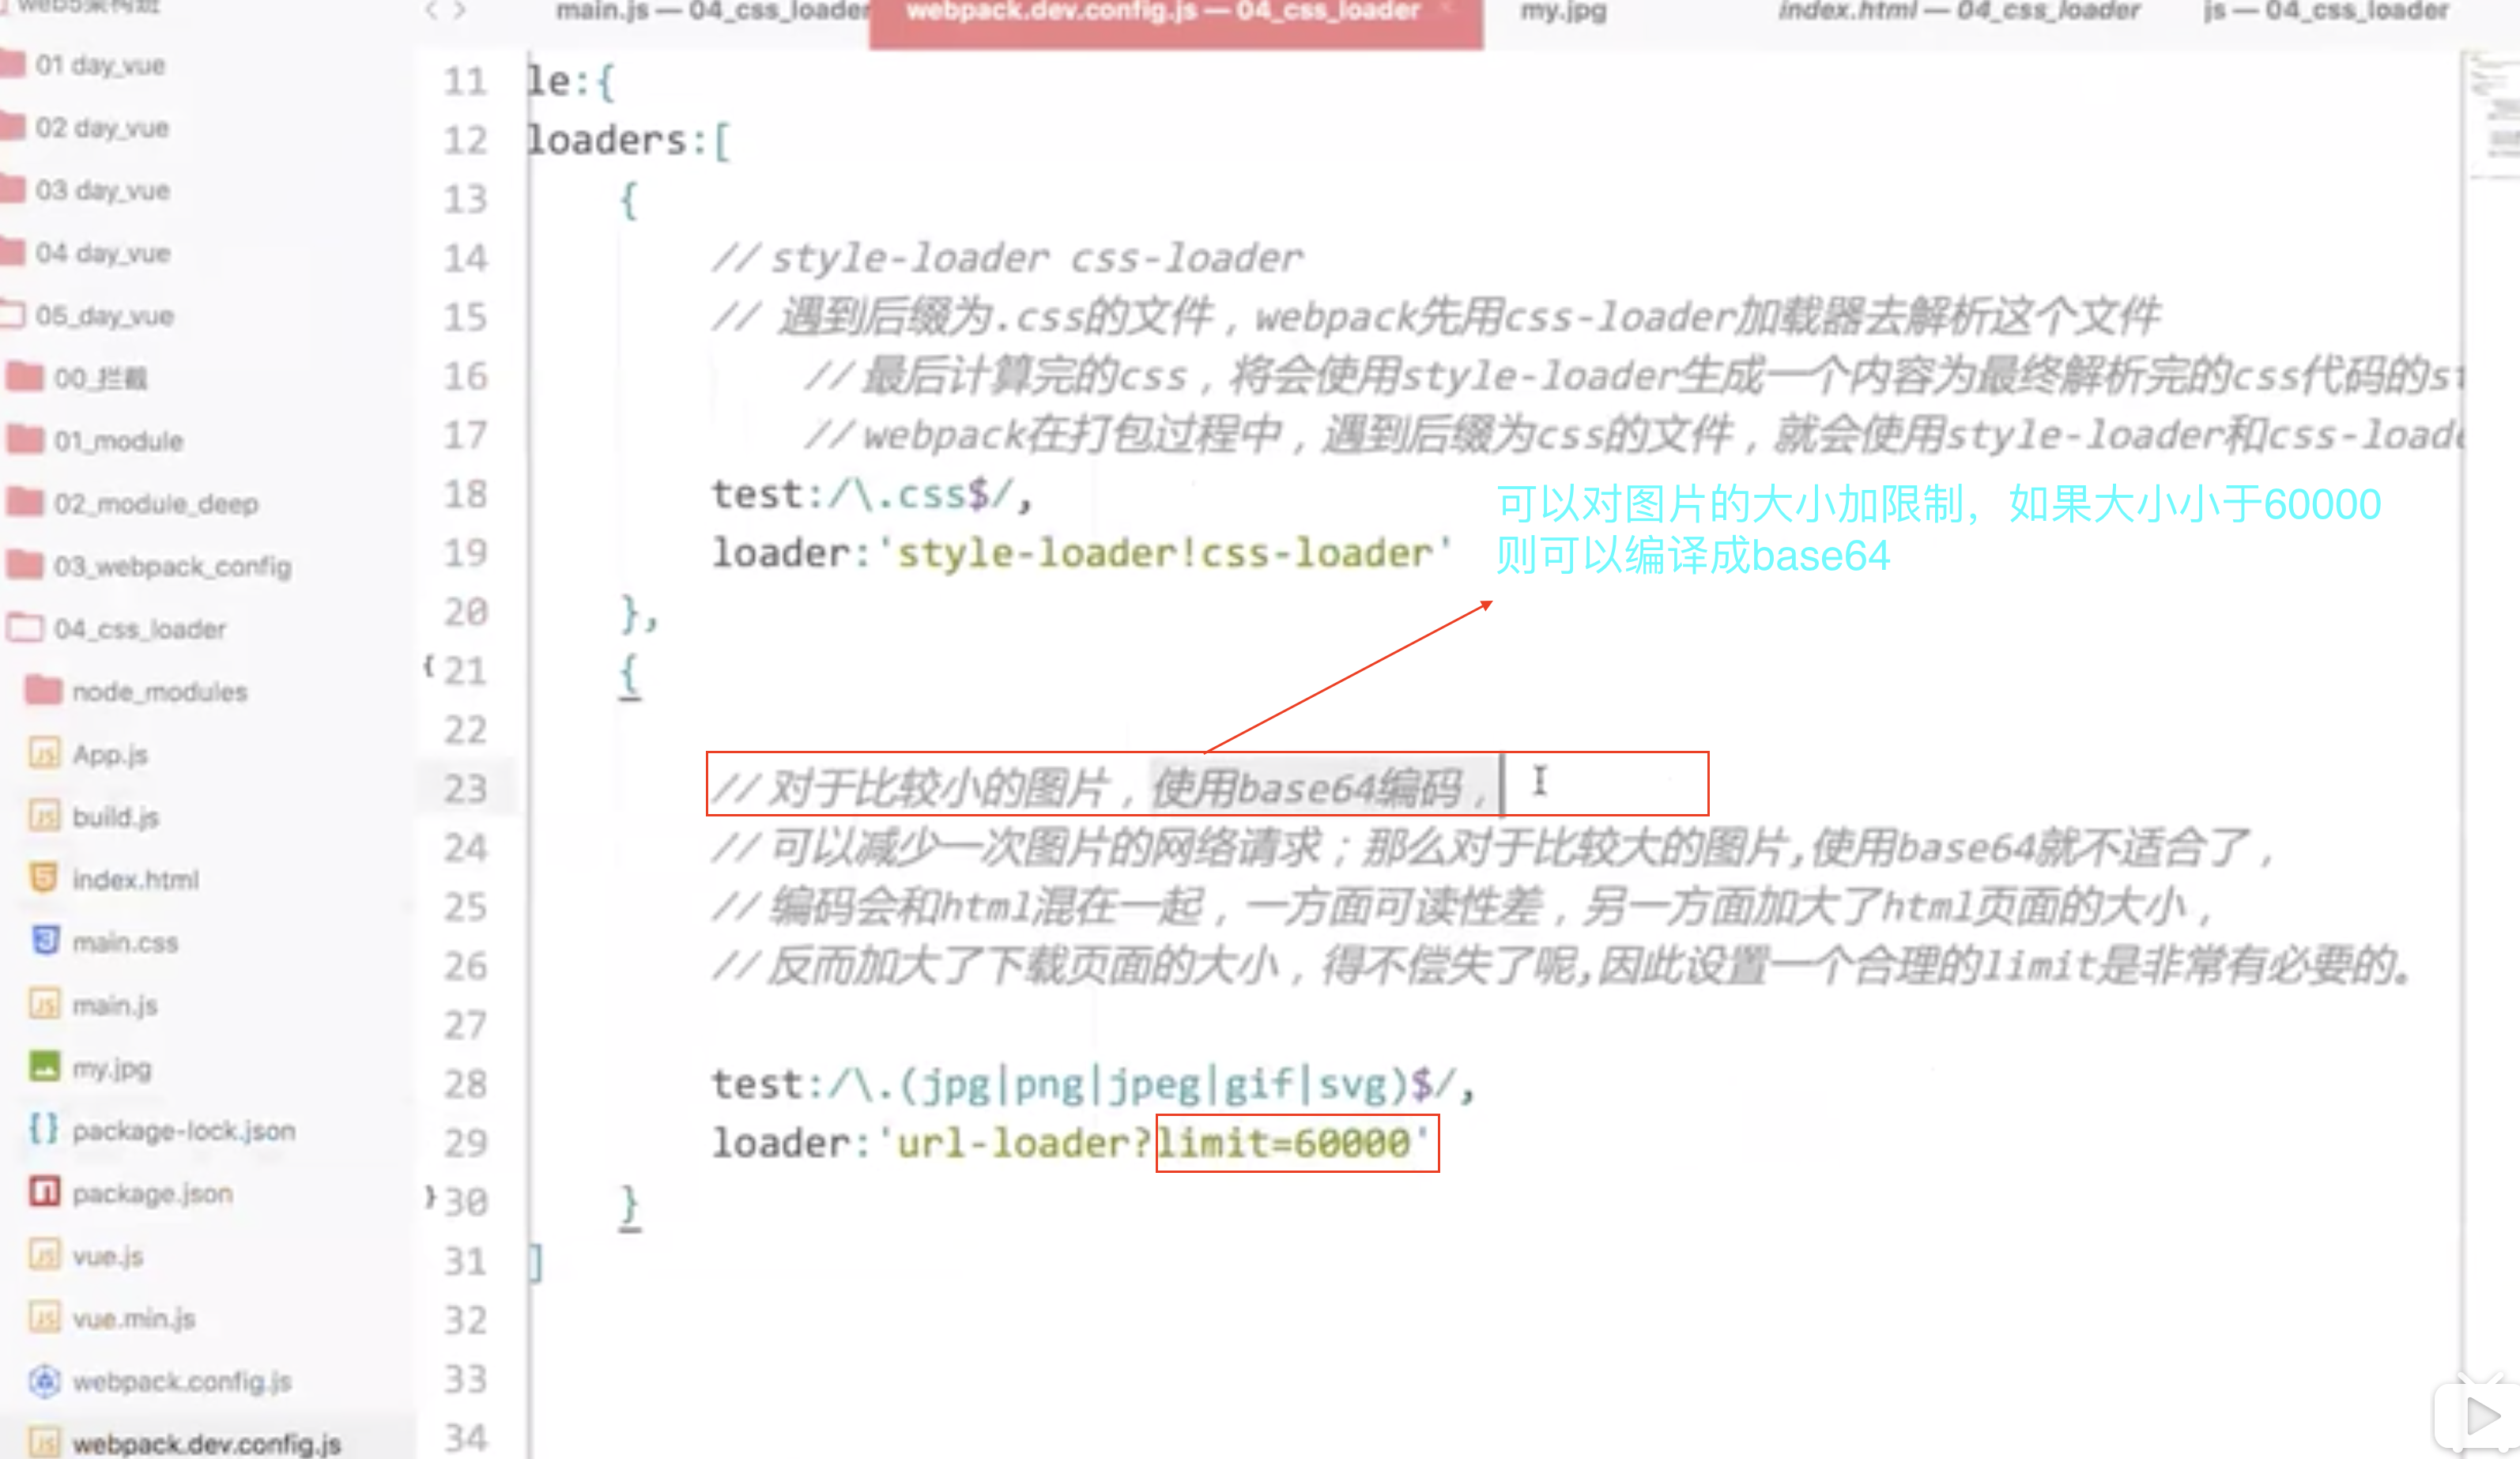 web5架构班
01 day_vue
02 day_vue
03 day_vue
04 day_vue
05_day_vue
00_拦截
01_module
02_module_deep
03_webpack_config
04_css_loader
node_modules
App.js
build.js
index.html
main.css
main.js
my.jpg
package-lock.json
package.json
vue.js
vue.min.js
webpack.config.js
webpack.dev.config.js
main.js — 04_css_loader
webpack.dev.config.js — 04_css_loader
my.jpg
index.html — 04_css_loader
js — 04_css_loader
11 le:{
12 loaders:[
13 {
14 // style-loader css-loader
15 // 遇到后缀为.css的文件，webpack先用css-loader加载器去解析这个文件
16 // 最后计算完的css，将会使用style-loader生成一个内容为最终解析完的css代码的st
17 // webpack在打包过程中，遇到后缀为css的文件，就会使用style-loader和css-loade
18 test:/\.css$/,
19 loader:'style-loader!css-loader'
20 },
21 {
22
23 // 对于比较小的图片，使用base64编码，
24 // 可以减少一次图片的网络请求；那么对于比较大的图片,使用base64就不适合了，
25 // 编码会和html混在一起，一方面可读性差，另一方面加大了html页面的大小，
26 // 反而加大了下载页面的大小，得不偿失了呢,因此设置一个合理的limit是非常有必要的。
27
28 test:/\.(jpg|png|jpeg|gif|svg)$/,
29 loader:'url-loader?limit=60000'
30 }
31 ]
32
33
34
可以对图片的大小加限制，如果大小小于60000
则可以编译成base64